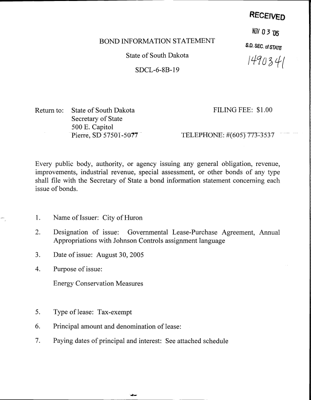 RECEIVED
NOV 03 '05
S.D. SEC. of STATE
1490341
BOND INFORMATION STATEMENT
State of South Dakota
SDCL-6-8B-19
Return to: State of South Dakota FILING FEE: $1.00
Secretary of State
500 E. Capitol
Pierre, SD 57501-5077 TELEPHONE: #(605) 773-3537
Every public body, authority, or agency issuing any general obligation, revenue,
improvements, industrial revenue, special assessment, or other bonds of any type
shall file with the Secretary of State a bond information statement concerning each
issue of bonds.
1. Name of Issuer: City of Huron
2. Designation of issue: Governmental Lease-Purchase Agreement, Annual
Appropriations with Johnson Controls assignment language
3. Date of issue: August 30, 2005
4. Purpose of issue:
Energy Conservation Measures
5. Type of lease: Tax-exempt
6. Principal amount and denomination of lease:
7. Paying dates of principal and interest: See attached schedule